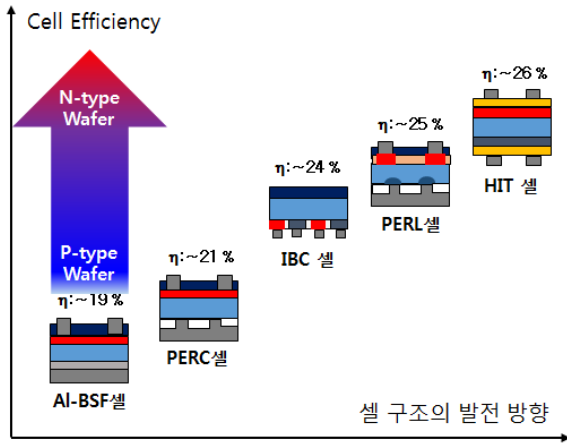 Cell Efficiency
N-type
Wafer
P-type
Wafer
η:~19 %
Al-BSF셀
η:~21 %
PERC셀
η:~24 %
IBC 셀
η:~25 %
PERL셀
η:~26 %
HIT 셀
셀 구조의 발전 방향